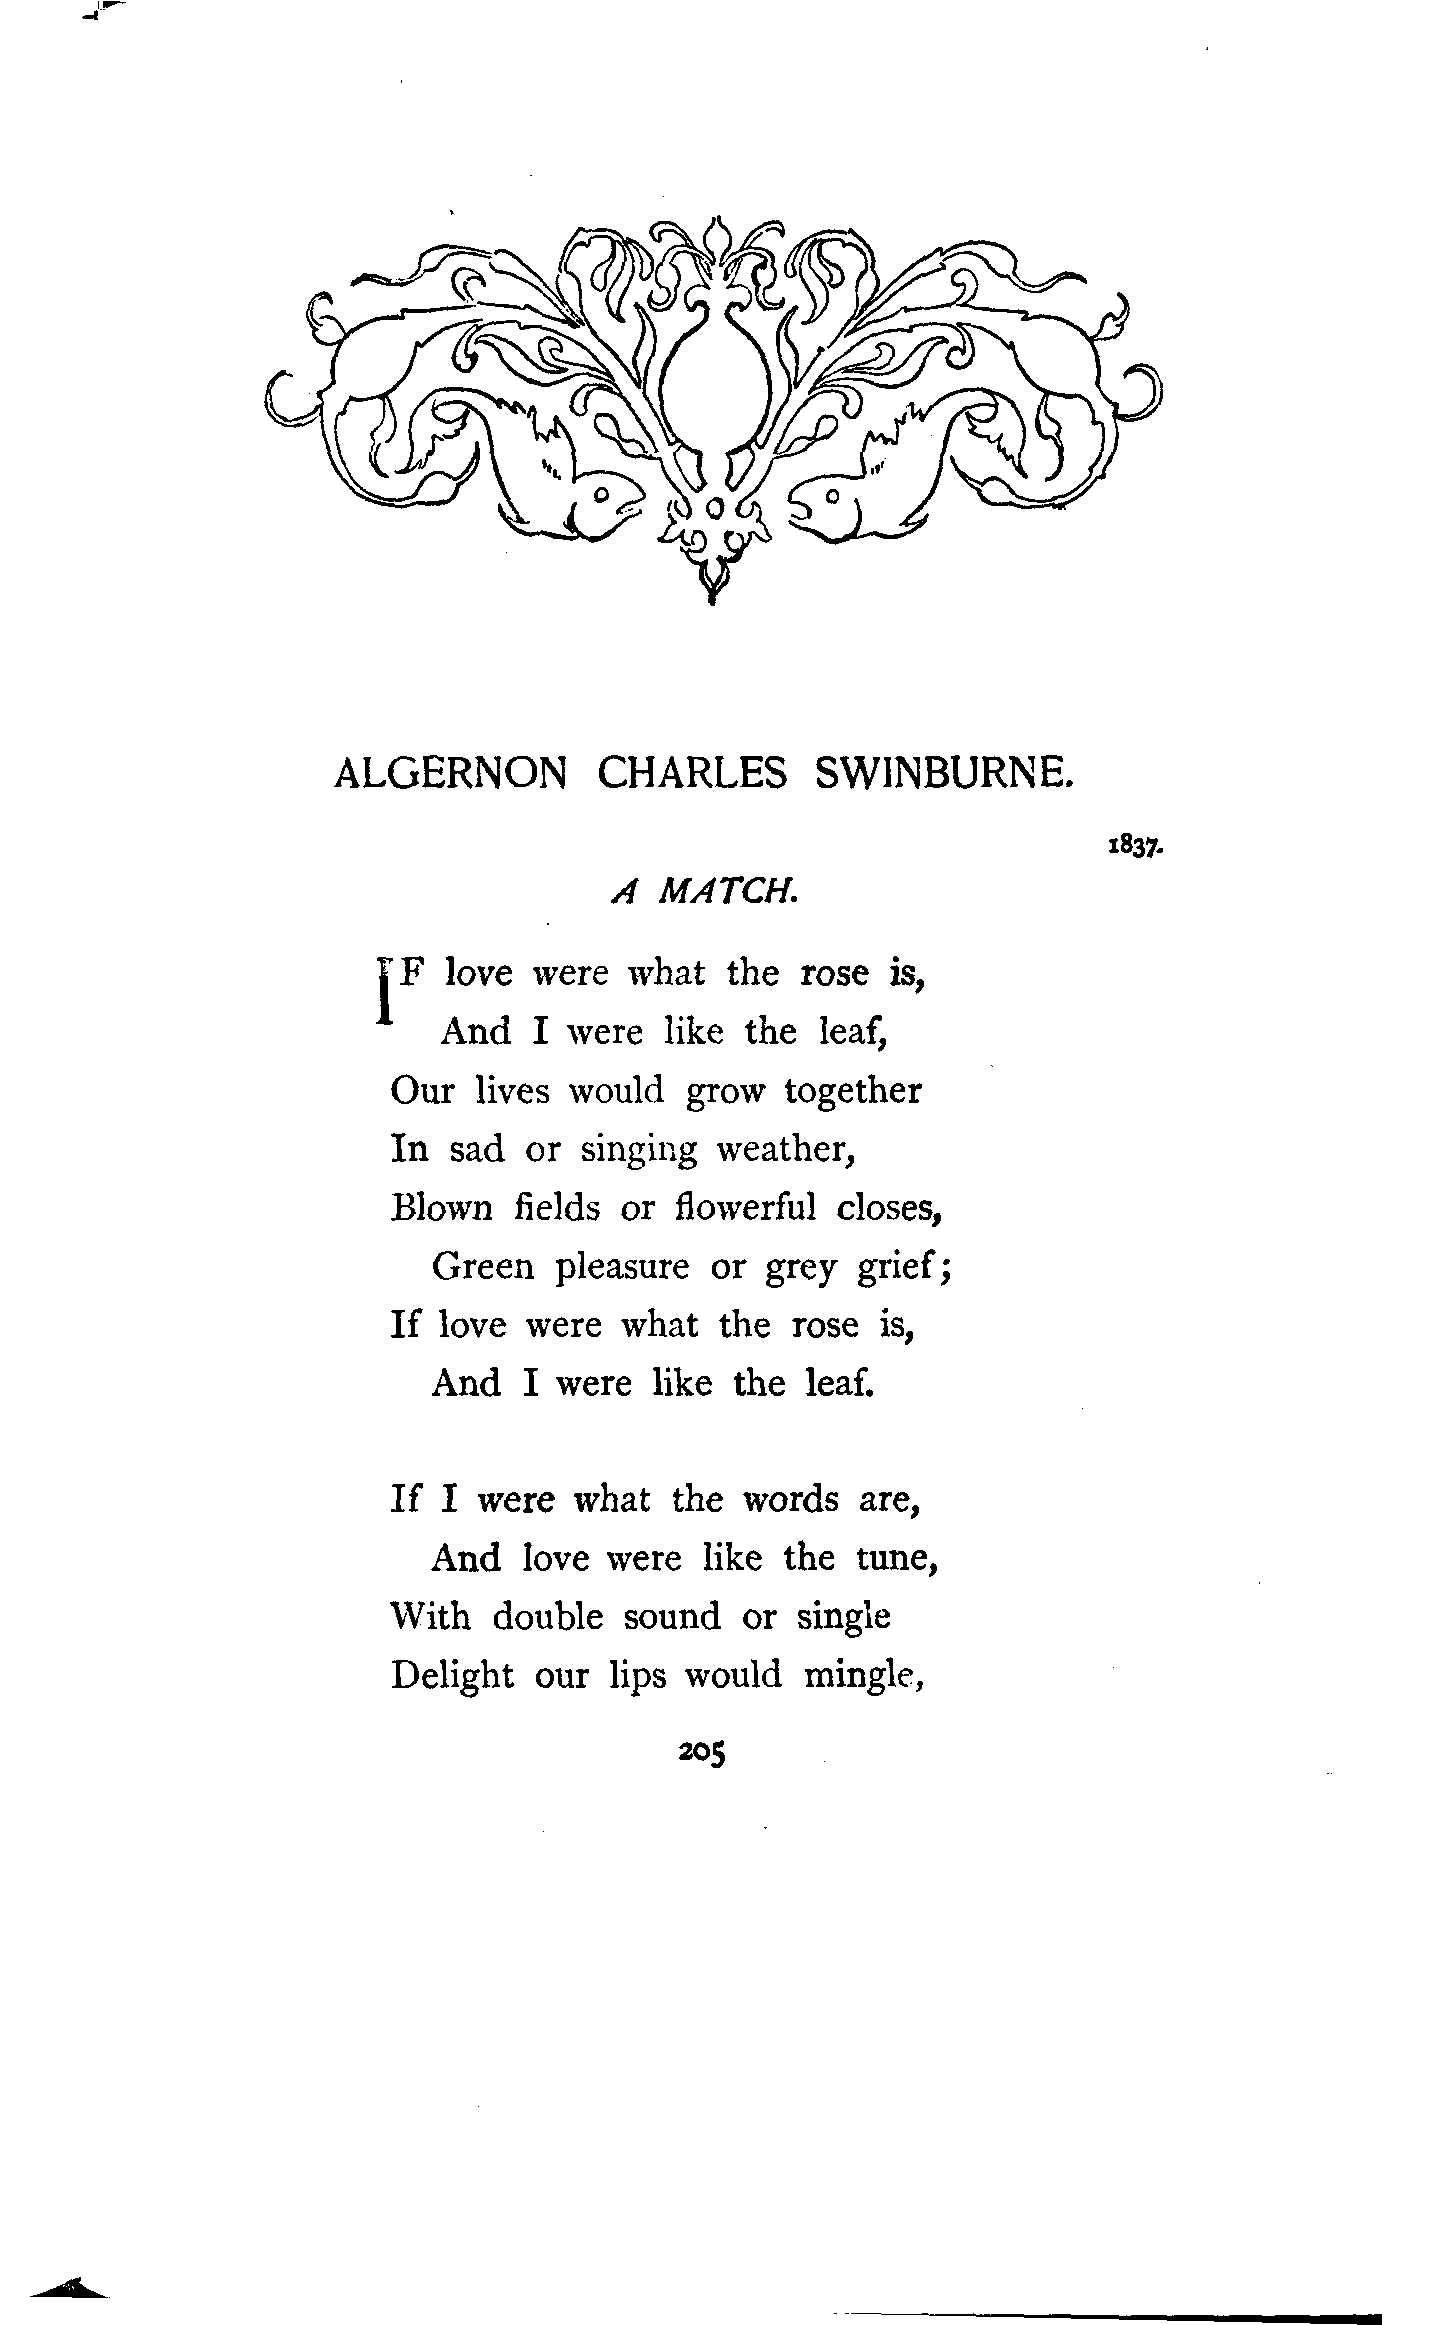 ALGERNON CHARLES SWINBURNE.
1837.
A MATCH.
IF love were what the rose is,
And I were like the leaf,
Our lives would grow together
In sad or singing weather,
Blown fields or flowerful closes,
Green pleasure or grey grief;
If love were what the rose is,
And I were like the leaf.
If I were what the words are,
And love were like the tune,
With double sound or single
Delight our lips would mingle,
205